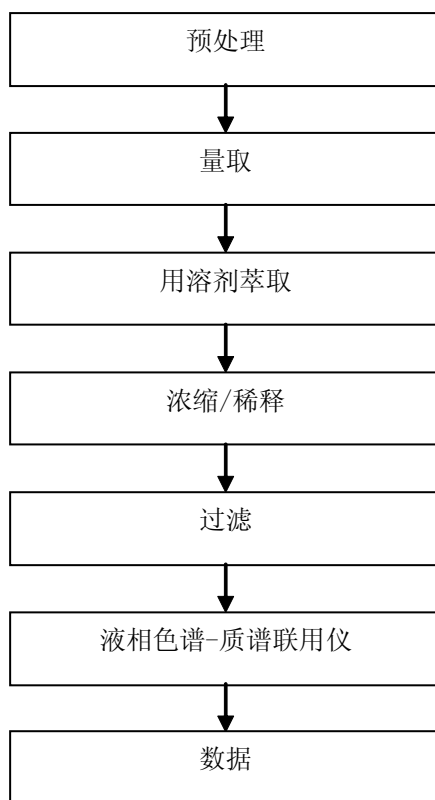 预处理
量取
用溶剂萃取
浓缩/稀释
过滤
液相色谱-质谱联用仪
数据